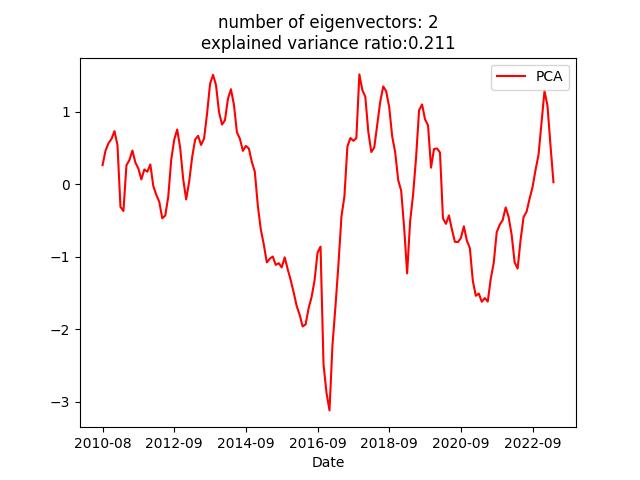 number of eigenvectors: 2
explained variance ratio:0.211
PCA
1
0
−1
−2
−3
2010-08 2012-09 2014-09 2016-09 2018-09 2020-09 2022-09
Date